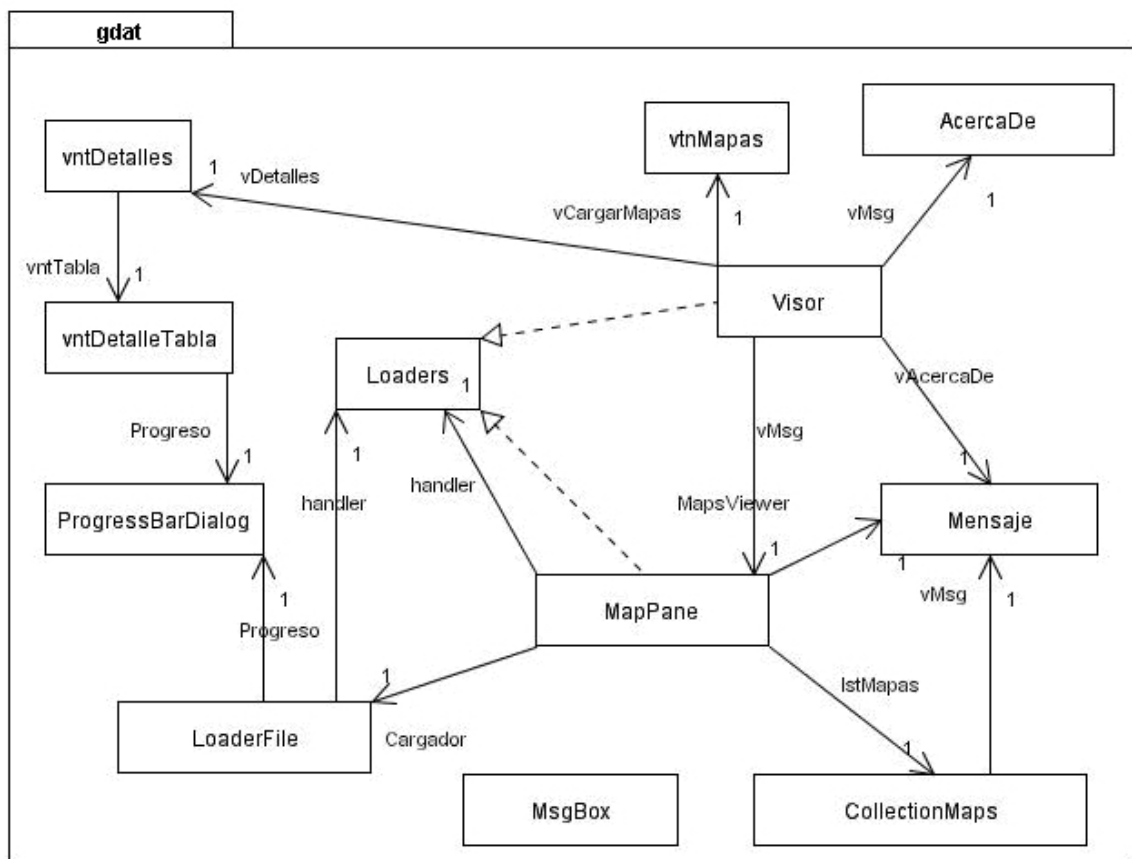 gdat
AcercaDe
vtnMapas
vntDetalles
1
vDetalles
vCargarMapas
1
vMsg
1
vntTabla
1
Visor
vntDetalleTabla
Loaders
1
vAcercaDe
Progreso
vMsg
1
1
1
handler
handler
MapsViewer
ProgressBarDialog
Mensaje
1
1
vMsg
1
1
MapPane
Progreso
1
lstMapas
LoaderFile
Cargador
1
MsgBox
CollectionMaps